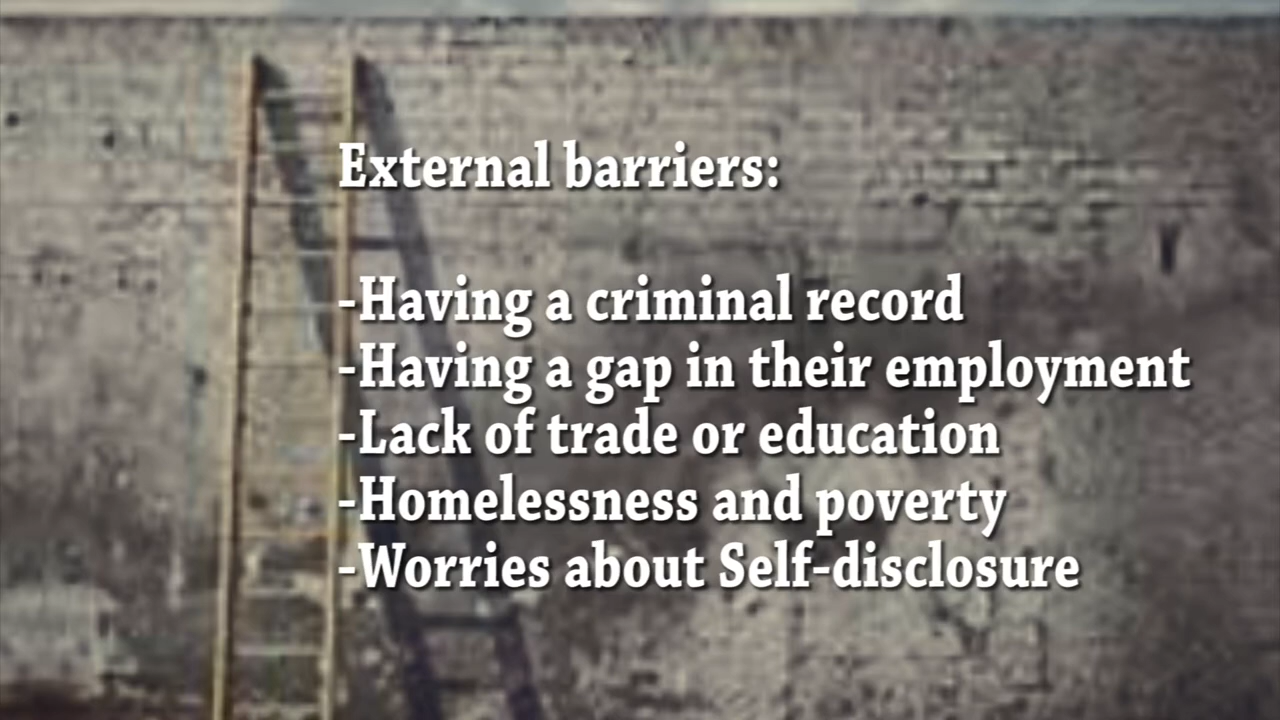 External barriers:
-Having a criminal record
-Having a gap in their employment
-Lack of trade or education
-Homelessness and poverty
-Worries about Self-disclosure